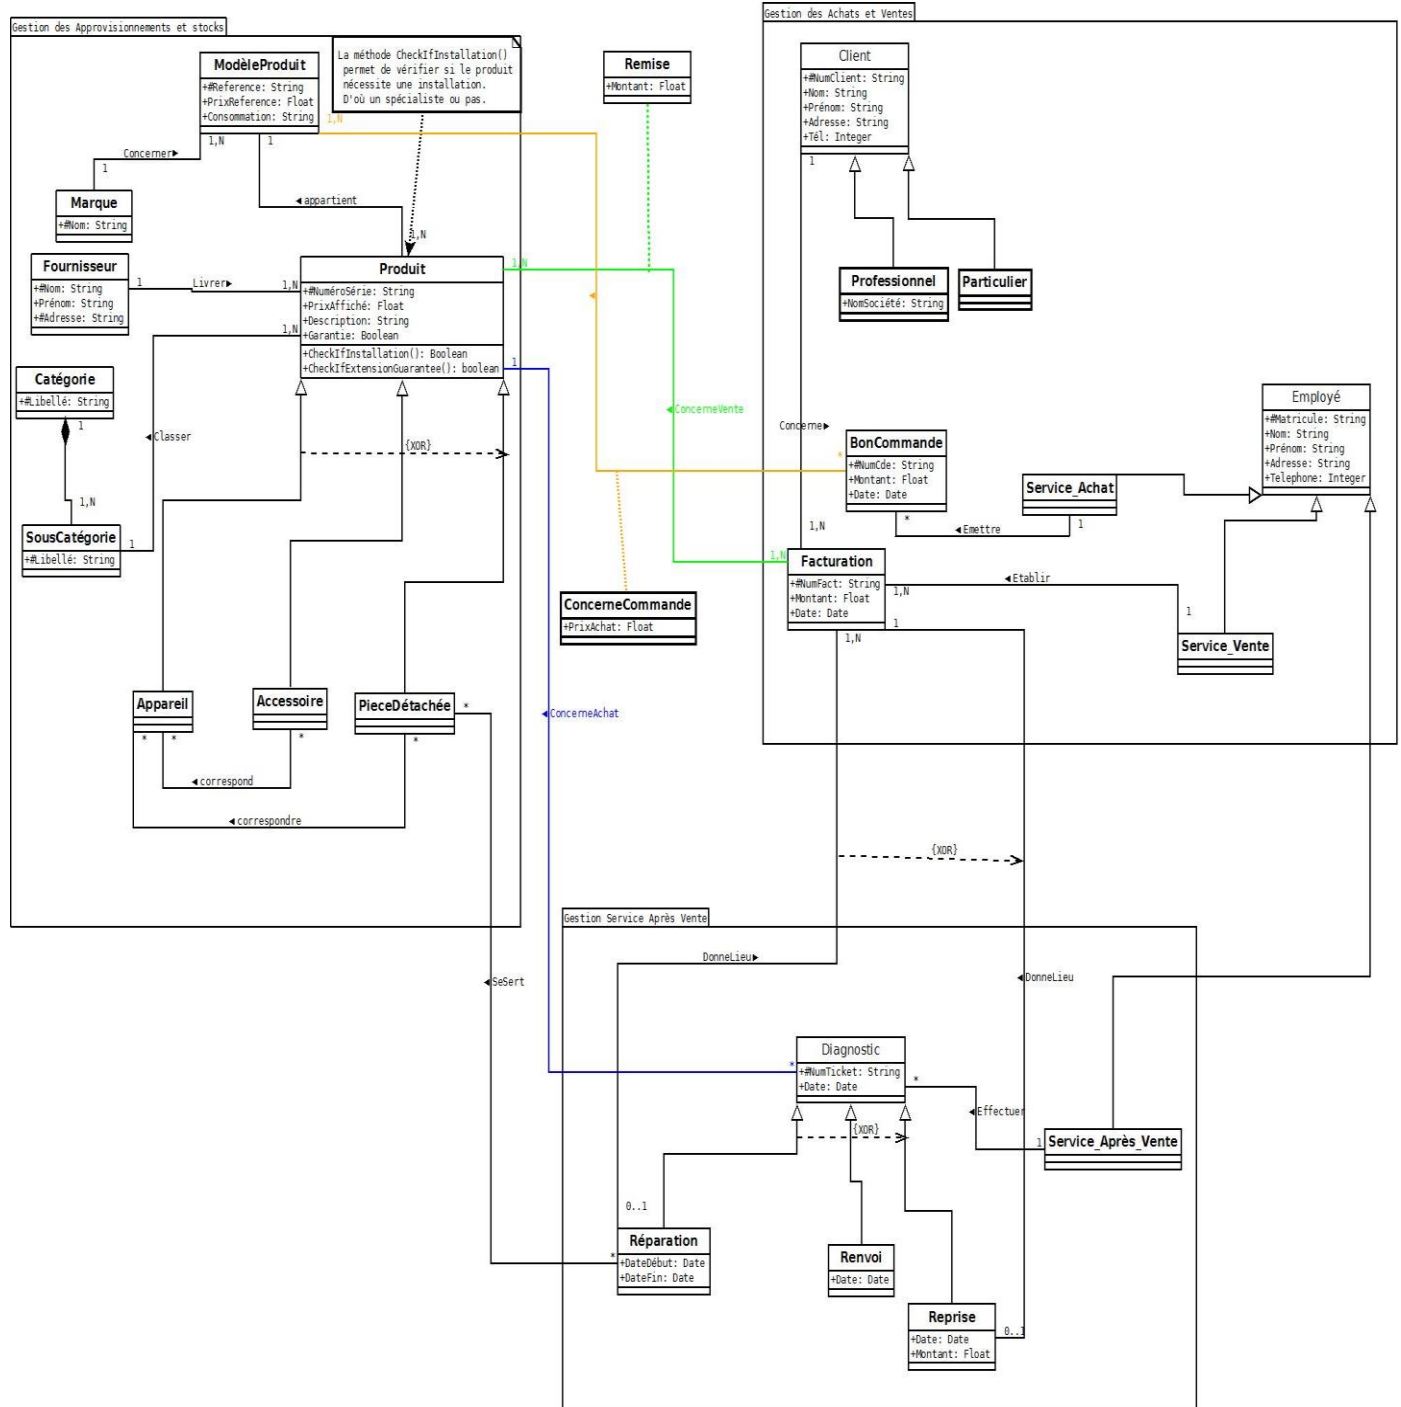 Gestion des Approvisionnements et stocks
ModèleProduit
+#Reference: String
+PrixReference: Float
+Consommation: String
La méthode CheckIfInstallation()
permet de vérifier si le produit
nécessite une installation.
D'où un spécialiste ou pas.
1,N
1,N
1
Concerner
1
Marque
+#Nom: String
appartient
1,N
Fournisseur
+#Nom: String
+Prénom: String
+#Adresse: String
1
Livrer
1,N
Produit
+#NuméroSérie: String
+PrixAffiché: Float
+Description: String
+Garantie: Boolean
+CheckIfInstallation(): Boolean
+CheckIfExtensionGuarantee(): boolean
1,N
1,N
1
Catégorie
+#Libellé: String
1
Classer
{XOR}
1,N
SousCatégorie
+#Libellé: String
1
Appareil
Accessoire
PieceDétachée
*
*
*
*
*
correspond
correspondre
Remise
+Montant: Float
ConcerneVente
ConcerneCommande
+PrixAchat: Float
ConcerneAchat
SeSert
Gestion des Achats et Ventes
Client
+#NumClient: String
+Nom: String
+Prénom: String
+Adresse: String
+Tél: Integer
1
Professionnel
+NomSociété: String
Particulier
Concerne
BonCommande
+#NumCde: String
+Montant: Float
+Date: Date
*
*
Emettre
Service_Achat
1
Employé
+#Matricule: String
+Nom: String
+Prénom: String
+Adresse: String
+Telephone: Integer
1,N
1,N
Facturation
+#NumFact: String
+Montant: Float
+Date: Date
Etablir
1,N
1
1
1,N
Service_Vente
{XOR}
Gestion Service Après Vente
DonneLieu
DonneLieu
Diagnostic
+#NumTicket: String
+Date: Date
*
*
Effectuer
{XOR}
1
Service_Après_Vente
0..1
Réparation
+DateDébut: Date
+DateFin: Date
*
Renvoi
+Date: Date
Reprise
+Date: Date
+Montant: Float
0..1